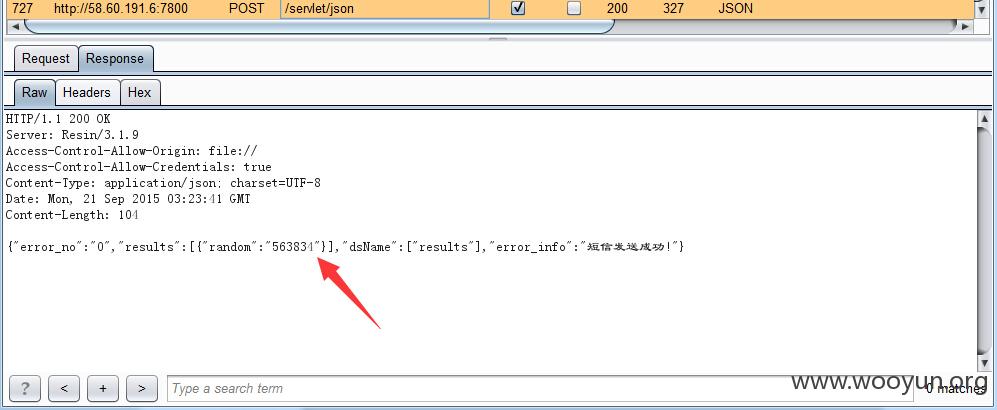 727 http://58.60.191.6:7800 POST /servlet/json 200 327 JSON
Request Response
Raw Headers Hex
HTTP/1.1 200 OK
Server: Resin/3.1.9
Access-Control-Allow-Origin: file://
Access-Control-Allow-Credentials: true
Content-Type: application/json; charset=UTF-8
Date: Mon, 21 Sep 2015 03:23:41 GMT
Content-Length: 104
{"error_no":"0","results":[{"random":"563834"}],"dsName":["results"],"error_info":"短信发送成功!"}
? < + > Type a search term 0 matches
www.wooyun.org